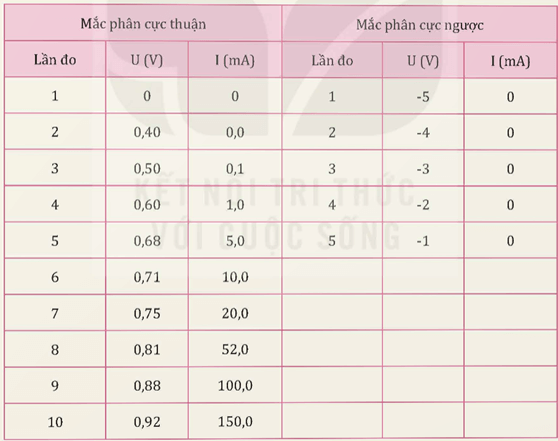 Mắc phân cực thuận Mắc phân cực ngược
Lần đo U (V) I (mA) Lần đo U (V) I (mA)
1 0 0 1 -5 0
2 0,40 0,0 2 -4 0
3 0,50 0,1 3 -3 0
KẾT NỐI TRI THỨC
4 0,60 1,0 4 -2 0
VỚI CUỘC SỐNG
5 0,68 5,0 5 -1 0
6 0,71 10,0
7 0,75 20,0
8 0,81 52,0
9 0,88 100,0
10 0,92 150,0